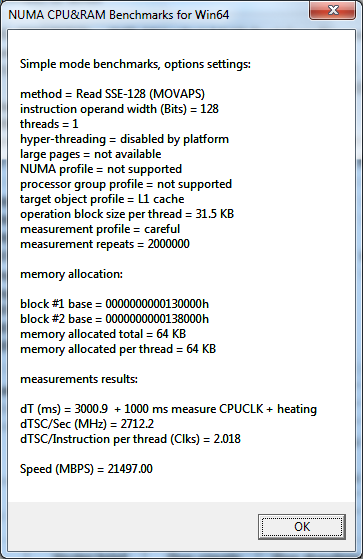 NUMA CPU&RAM Benchmarks for Win64
Simple mode benchmarks, options settings:
method = Read SSE-128 (MOVAPS)
instruction operand width (Bits) = 128
threads = 1
hyper-threading = disabled by platform
large pages = not available
NUMA profile = not supported
processor group profile = not supported
target object profile = L1 cache
operation block size per thread = 31.5 KB
measurement profile = careful
measurement repeats = 2000000
memory allocation:
block #1 base = 0000000000130000h
block #2 base = 0000000000138000h
memory allocated total = 64 KB
memory allocated per thread = 64 KB
measurements results:
dT (ms) = 3000.9  + 1000 ms measure CPUCLK + heating
dTSC/Sec (MHz) = 2712.2
dTSC/Instruction per thread (Clks) = 2.018
Speed (MBPS) = 21497.00
OK